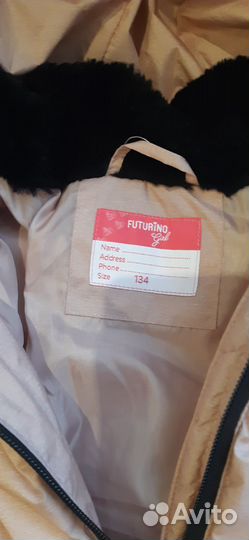 FUTURINO
Girl
Name
Address
Phone
Size 134
Avito